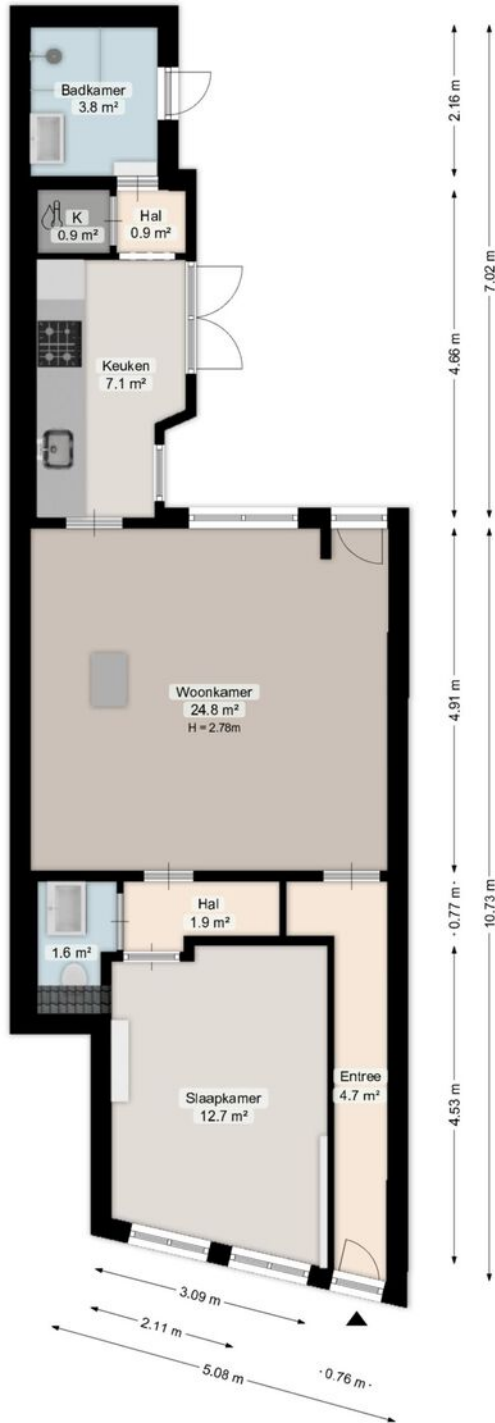 Badkamer
3.8 m²
2.16 m
K
0.9 m²
Hal
0.9 m²
7.02 m
4.66 m
Keuken
7.1 m²
Woonkamer
24.8 m²
H = 2.78m
4.91 m
Hal
1.9 m²
· 0.77 m ·
10.73 m
1.6 m²
Slaapkamer
12.7 m²
Entree
4.7 m²
4.53 m
3.09 m
2.11 m
5.08 m
· 0.76 m ·